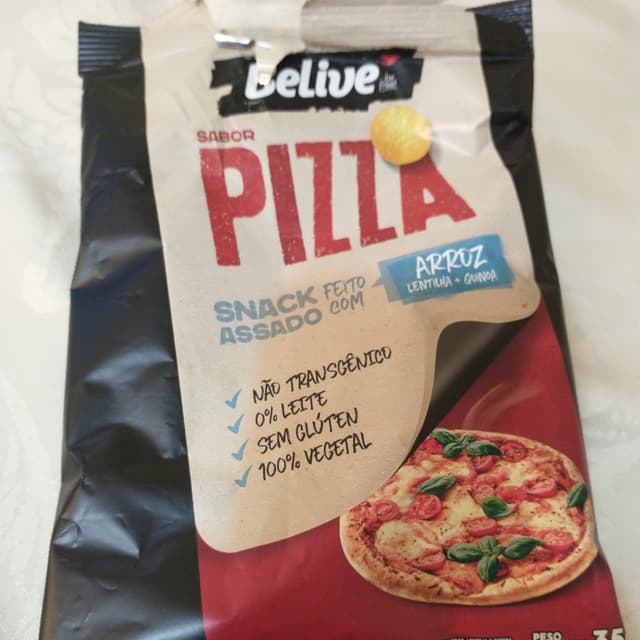 Belive
SABOR
PIZZA
SNACK
ASSADO
FEITO
COM
ARROZ
LENTILHA + QUINOA
NÃO TRANSGÊNICO
0% LEITE
SEM GLÚTEN
100% VEGETAL
PESO
35